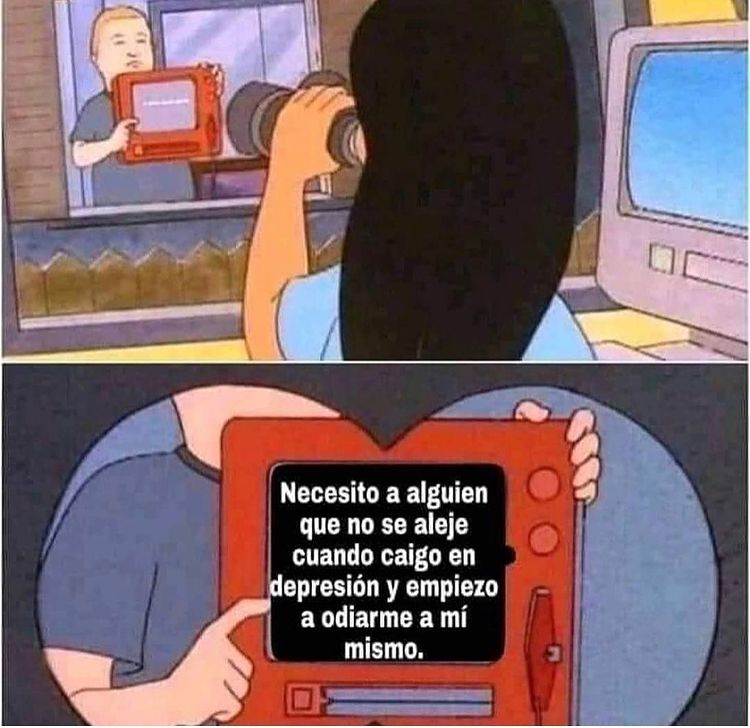 Necesito a alguien
que no se aleje
cuando caigo en
depresión y empiezo
a odiarme a mí
mismo.